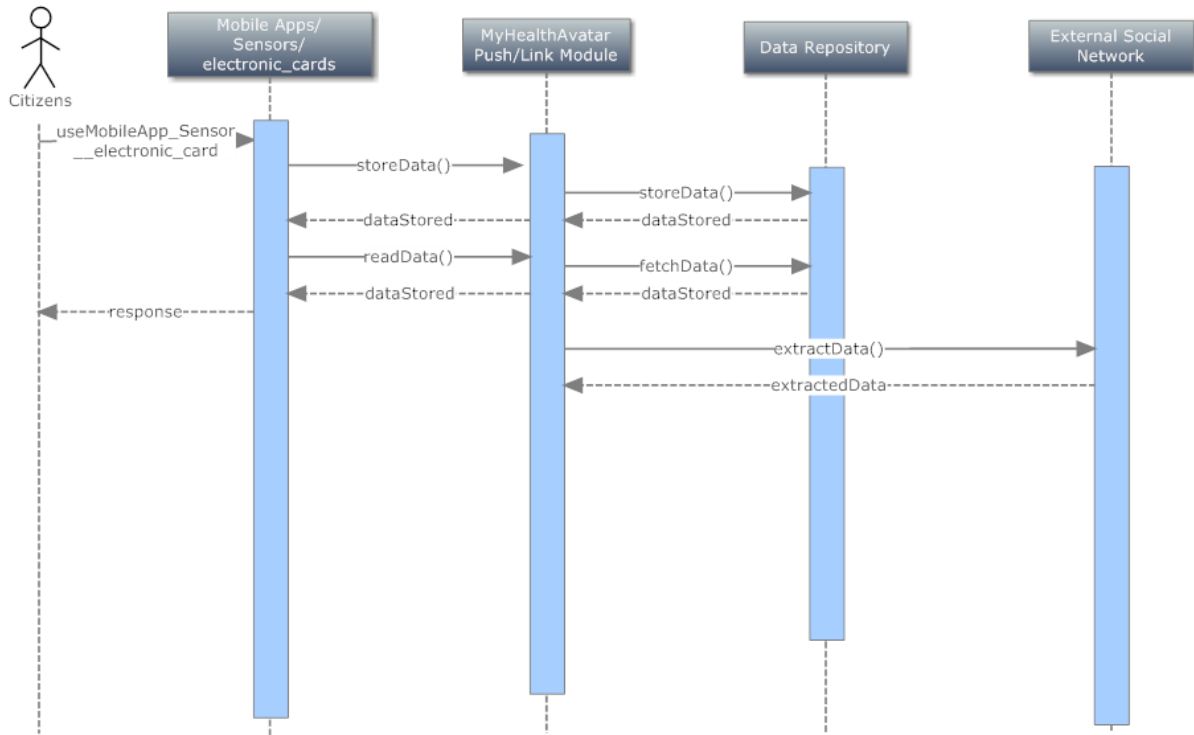 Mobile Apps/
Sensors/
electronic_cards
MyHealthAvatar
Push/Link Module
Data Repository
External Social
Network
Citizens
__useMobileApp_Sensor
__electronic_card
storeData()
storeData()
dataStored
dataStored
readData()
fetchData()
dataStored
dataStored
response
extractData()
extractedData